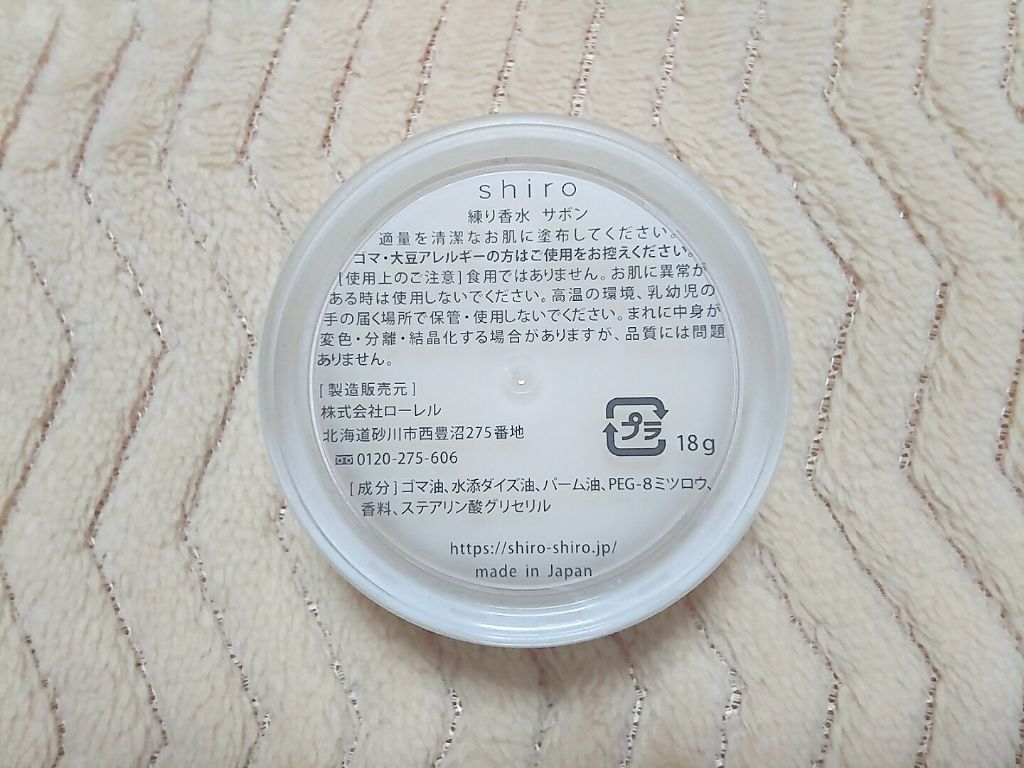 shiro
練り香水 サボン
適量を清潔なお肌に塗布してください。
ゴマ・大豆アレルギーの方はご使用をお控えください。
[使用上のご注意]食用ではありません。お肌に異常が
ある時は使用しないでください。高温の環境、乳幼児の
手の届く場所で保管・使用しないでください。まれに中身が
変色・分離・結晶化する場合がありますが、品質には問題
ありません。
[製造販売元]
株式会社ローレル
北海道砂川市西豊沼275番地
0120-275-606
プラ
18g
[成分]ゴマ油、水添ダイズ油、パーム油、PEG-8ミツロウ、
香料、ステアリン酸グリセリル
https://shiro-shiro.jp/
made in Japan